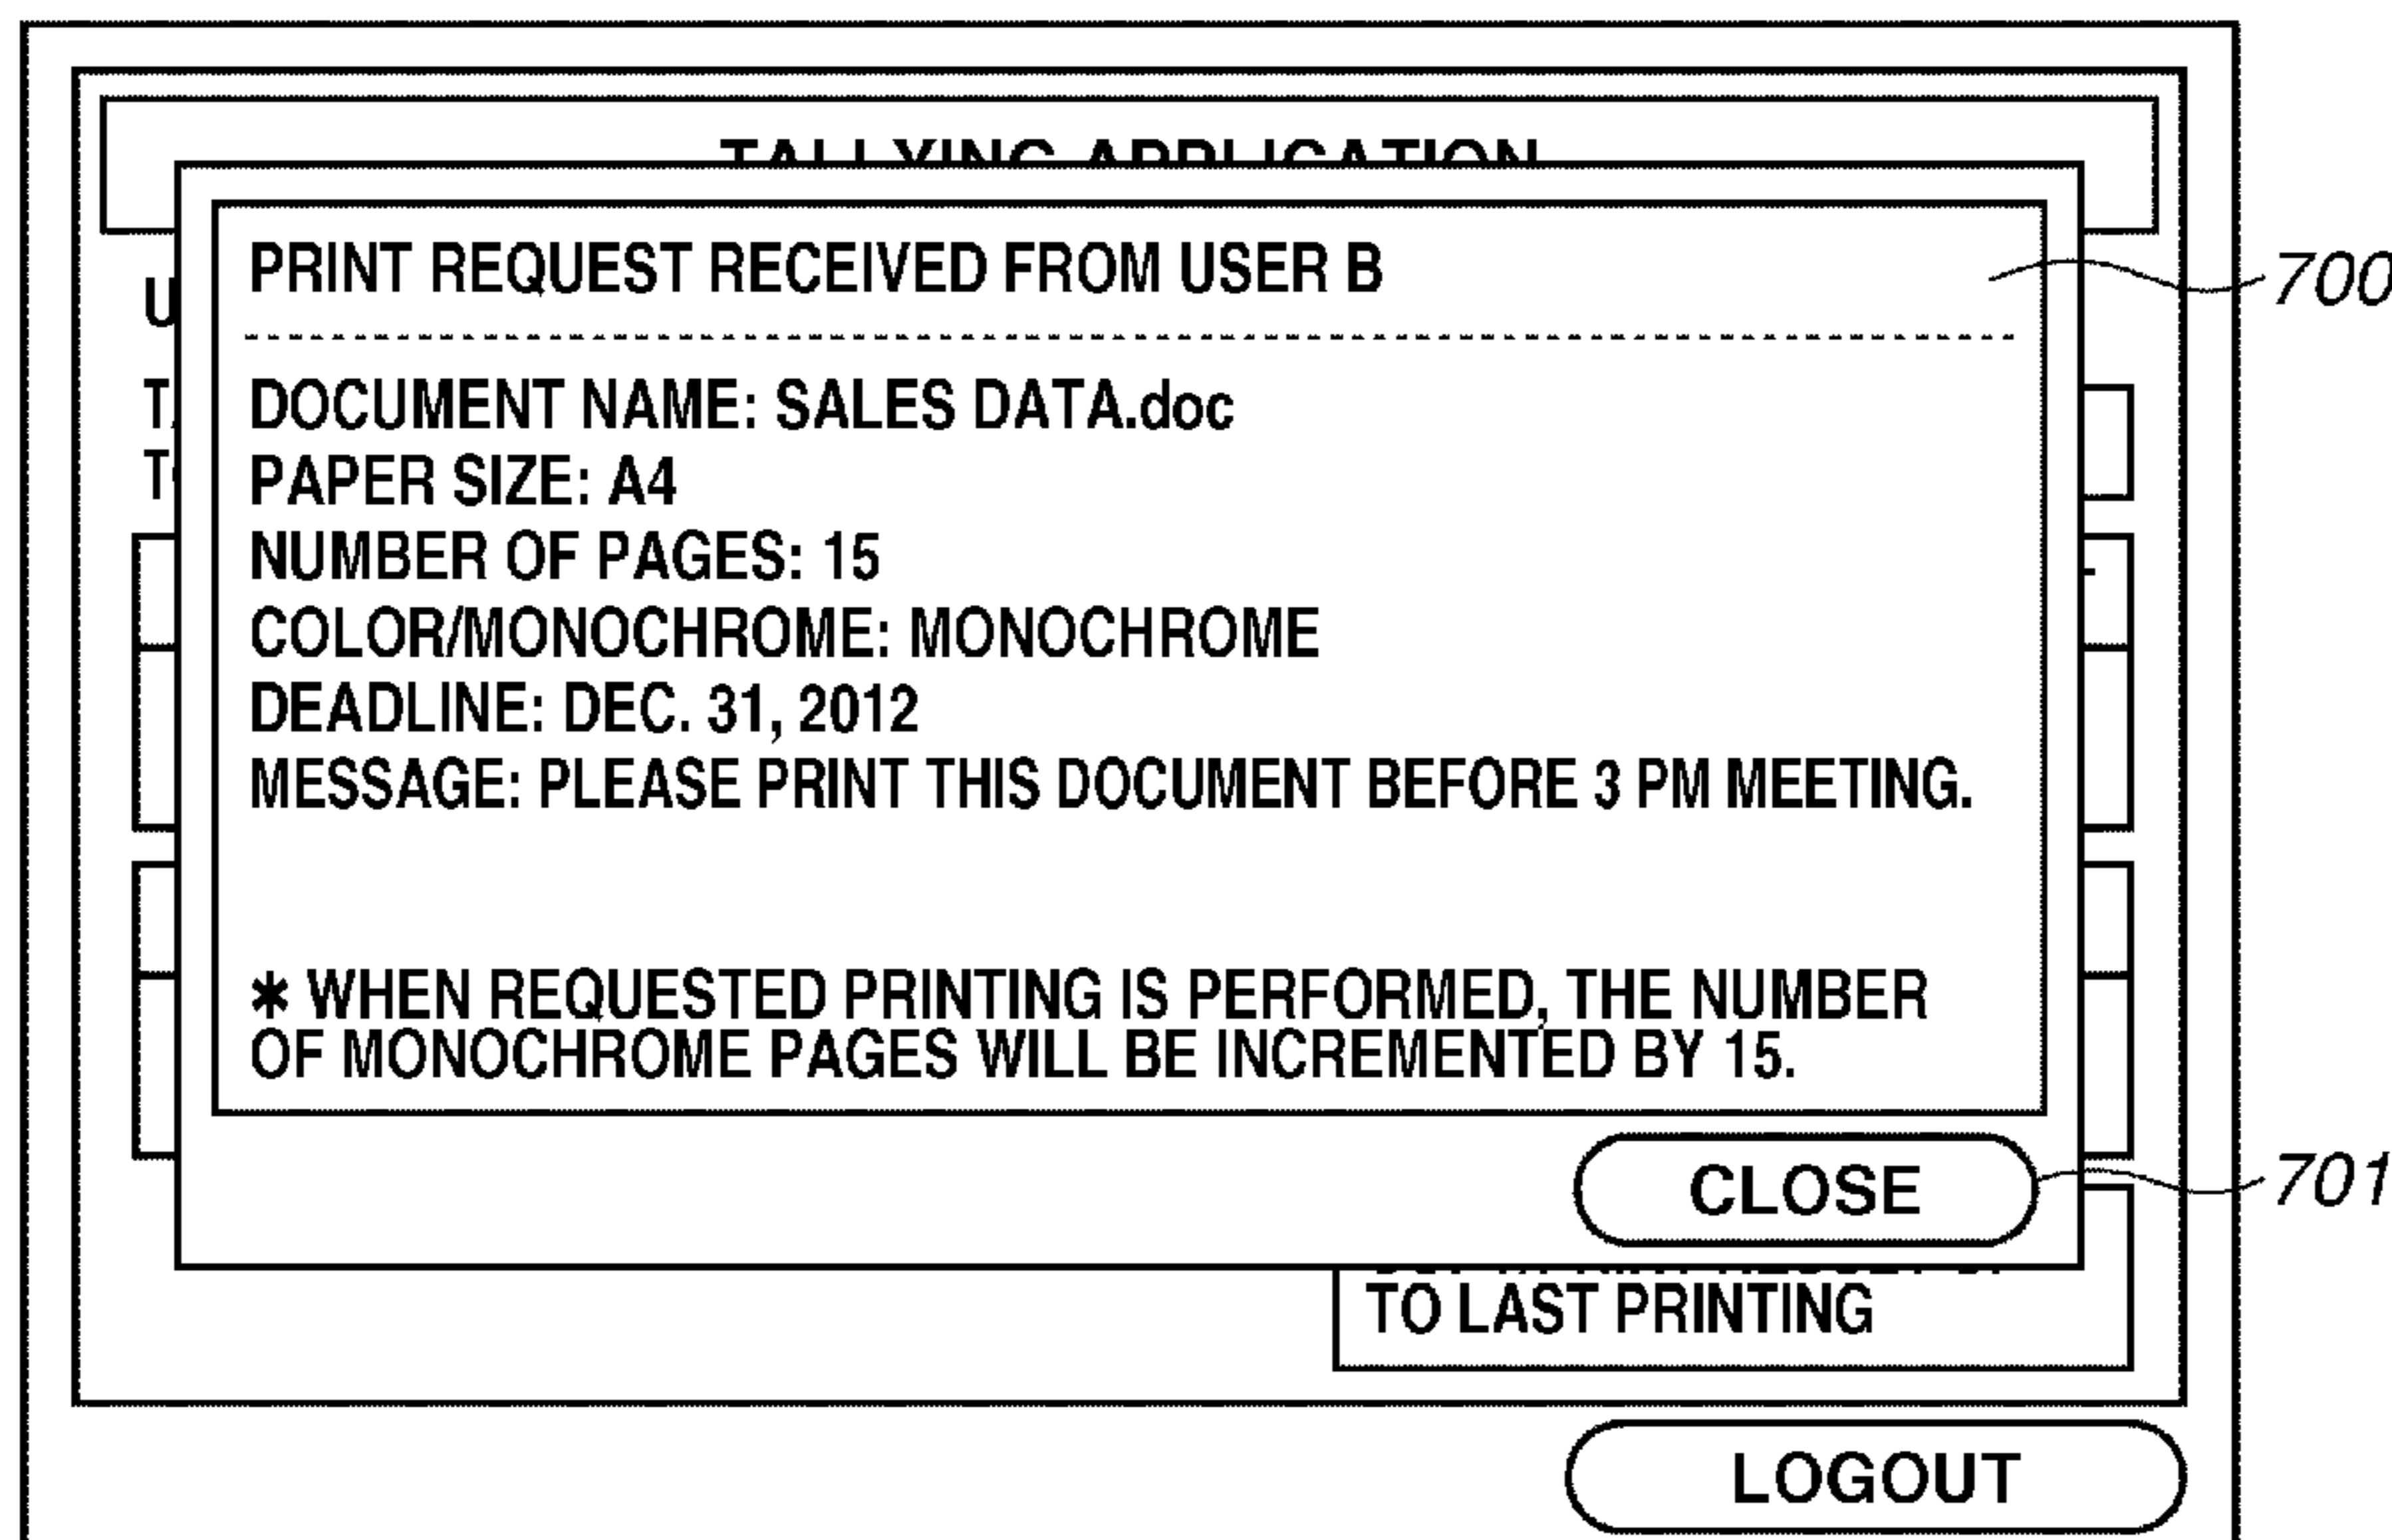 TALLYING APPLICATION
PRINT REQUEST RECEIVED FROM USER B
700
DOCUMENT NAME: SALES DATA.doc
PAPER SIZE: A4
NUMBER OF PAGES: 15
COLOR/MONOCHROME: MONOCHROME
DEADLINE: DEC. 31, 2012
MESSAGE: PLEASE PRINT THIS DOCUMENT BEFORE 3 PM MEETING.
* WHEN REQUESTED PRINTING IS PERFORMED, THE NUMBER
OF MONOCHROME PAGES WILL BE INCREMENTED BY 15.
CLOSE
701
TO LAST PRINTING
LOGOUT